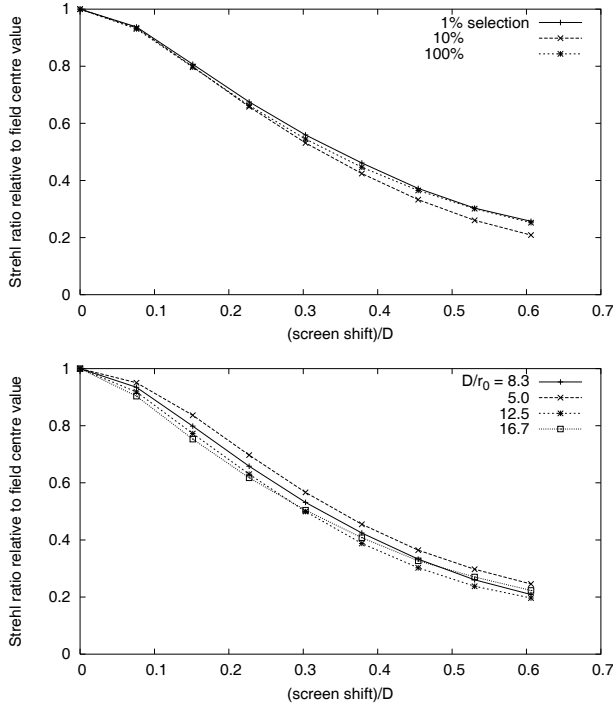 Strehl ratio relative to field centre value
1
0.8
0.6
0.4
0.2
0
1% selection
10%
100%
0 0.1 0.2 0.3 0.4 0.5 0.6 0.7
(screen shift)/D
Strehl ratio relative to field centre value
1
0.8
0.6
0.4
0.2
0
D/r0 = 8.3
5.0
12.5
16.7
0 0.1 0.2 0.3 0.4 0.5 0.6 0.7
(screen shift)/D